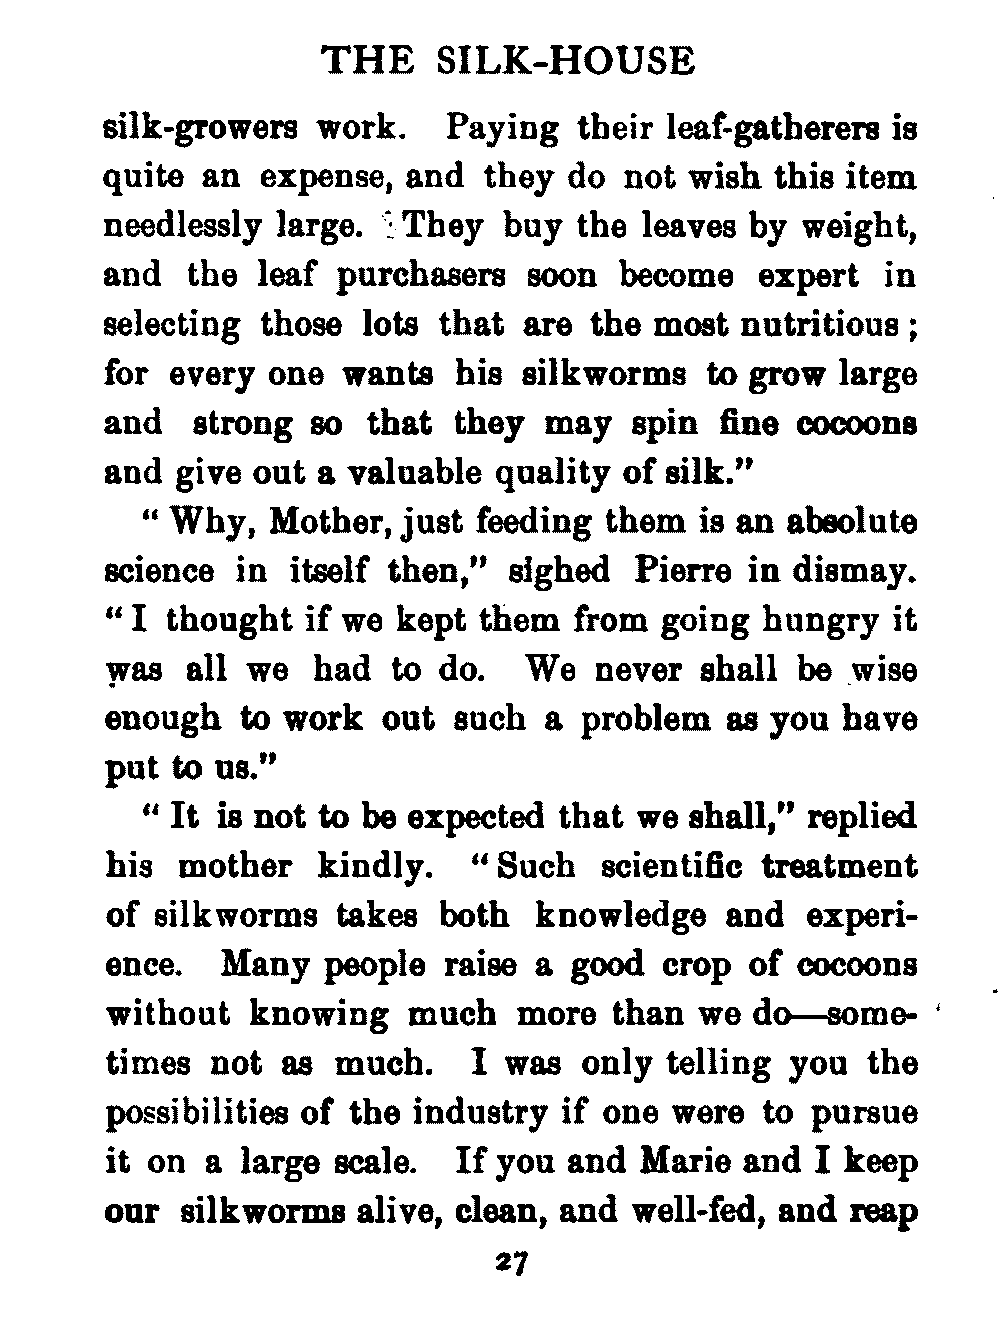 THE SILK-HOUSE
silk-growers work. Paying their leaf-gatherers is
quite an expense, and they do not wish this item
needlessly large. They buy the leaves by weight,
and the leaf purchasers soon become expert in
selecting those lots that are the most nutritious ;
for every one wants his silkworms to grow large
and strong so that they may spin fine cocoons
and give out a valuable quality of silk.”
“ Why, Mother, just feeding them is an absolute
science in itself then,” sighed Pierre in dismay.
“ I thought if we kept them from going hungry it
was all we had to do. We never shall be wise
enough to work out such a problem as you have
put to us.”
“ It is not to be expected that we shall,” replied
his mother kindly. “ Such scientific treatment
of silkworms takes both knowledge and experi-
ence. Many people raise a good crop of cocoons
without knowing much more than we do—some-
times not as much. I was only telling you the
possibilities of the industry if one were to pursue
it on a large scale. If you and Marie and I keep
our silkworms alive, clean, and well-fed, and reap
27